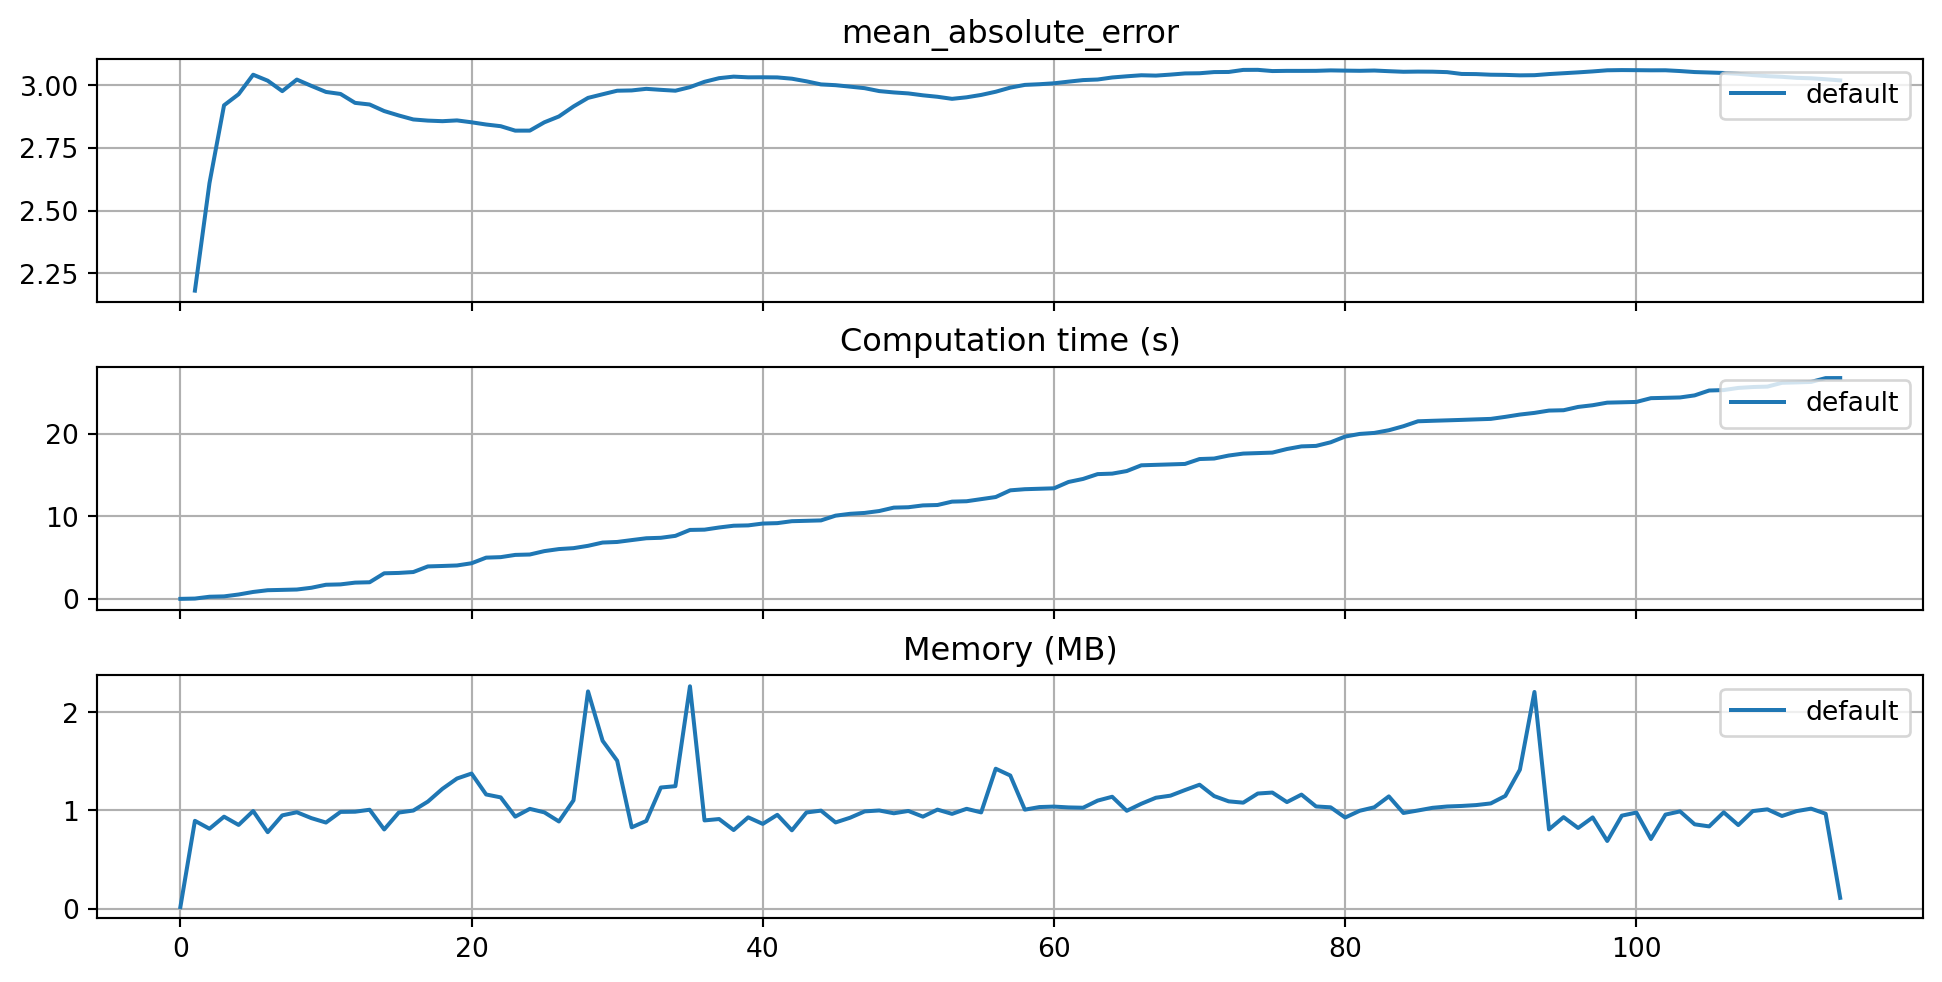 mean_absolute_error
3.00
2.75
2.50
2.25
default
Computation time (s)
20
10
0
default
Memory (MB)
2
1
0
default
0 20 40 60 80 100